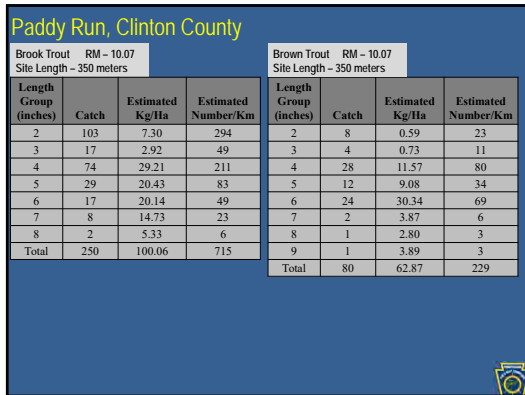 Paddy Run, Clinton County
Brook Trout RM – 10.07
Site Length – 350 meters
Length Group (inches) Catch Estimated Kg/Ha Estimated Number/Km
2 103 7.30 294
3 17 2.92 49
4 74 29.21 211
5 29 20.43 83
6 17 20.14 49
7 8 14.73 23
8 2 5.33 6
Total 250 100.06 715
Brown Trout RM – 10.07
Site Length – 350 meters
Length Group (inches) Catch Estimated Kg/Ha Estimated Number/Km
2 8 0.59 23
3 4 0.73 11
4 28 11.57 80
5 12 9.08 34
6 24 30.34 69
7 2 3.87 6
8 1 2.80 3
9 1 3.89 3
Total 80 62.87 229